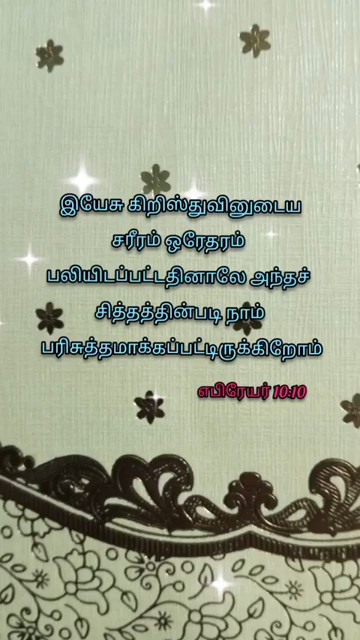 இயேசு கிறிஸ்துவினுடைய
சரீரம் ஒரேதரம்
பலியிடப்பட்டதினாலே அந்தச்
சித்தத்தின்படி நாம்
பரிசுத்தமாக்கப்பட்டிருக்கிறோம்
எபிரேயர் 10:10